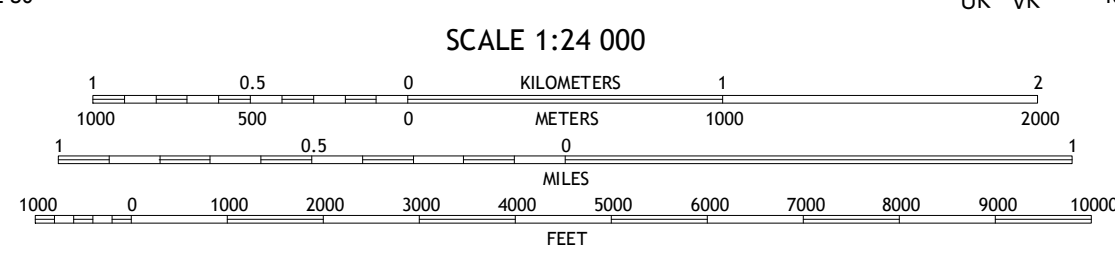 SCALE 1:24 000
1 0.5 0 KILOMETERS 1 2
1000 500 0 METERS 1000 2000
1 0.5 0 1
MILES
1000 0 1000 2000 3000 4000 5000 6000 7000 8000 9000 10000
FEET